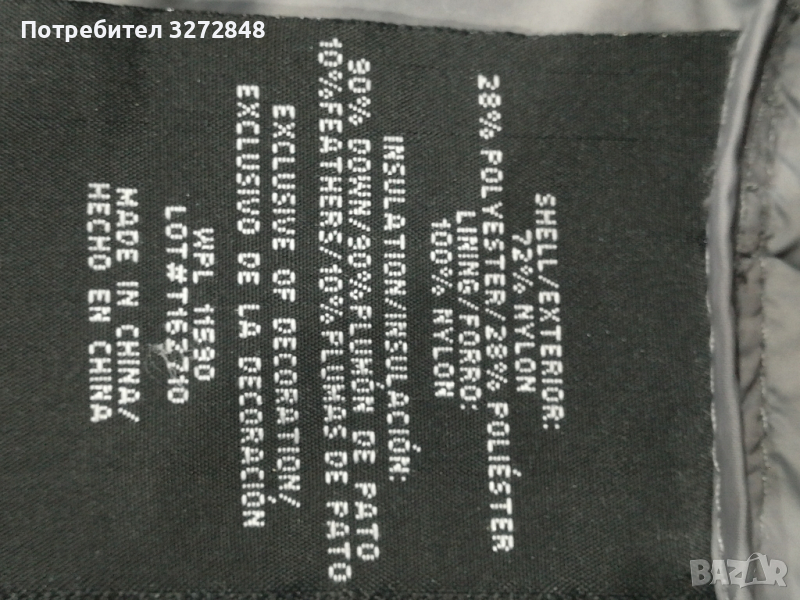 Потребител 3272848
SHELL/EXTERIOR:
72% NYLON
28% POLYESTER/28% POLIÉSTER
LINING/FORRO:
100% NYLON
INSULATION/INSULACIÓN:
90% DOWN/90%PLUMÓN DE PATO
10%FEATHERS/10% PLUMAS DE PATO
EXCLUSIVE OF DECORATION/
EXCLUSIVO DE LA DECORACIÓN
WPL 11590
MADE IN CHINA/
HECHO EN CHINA
BAZAR